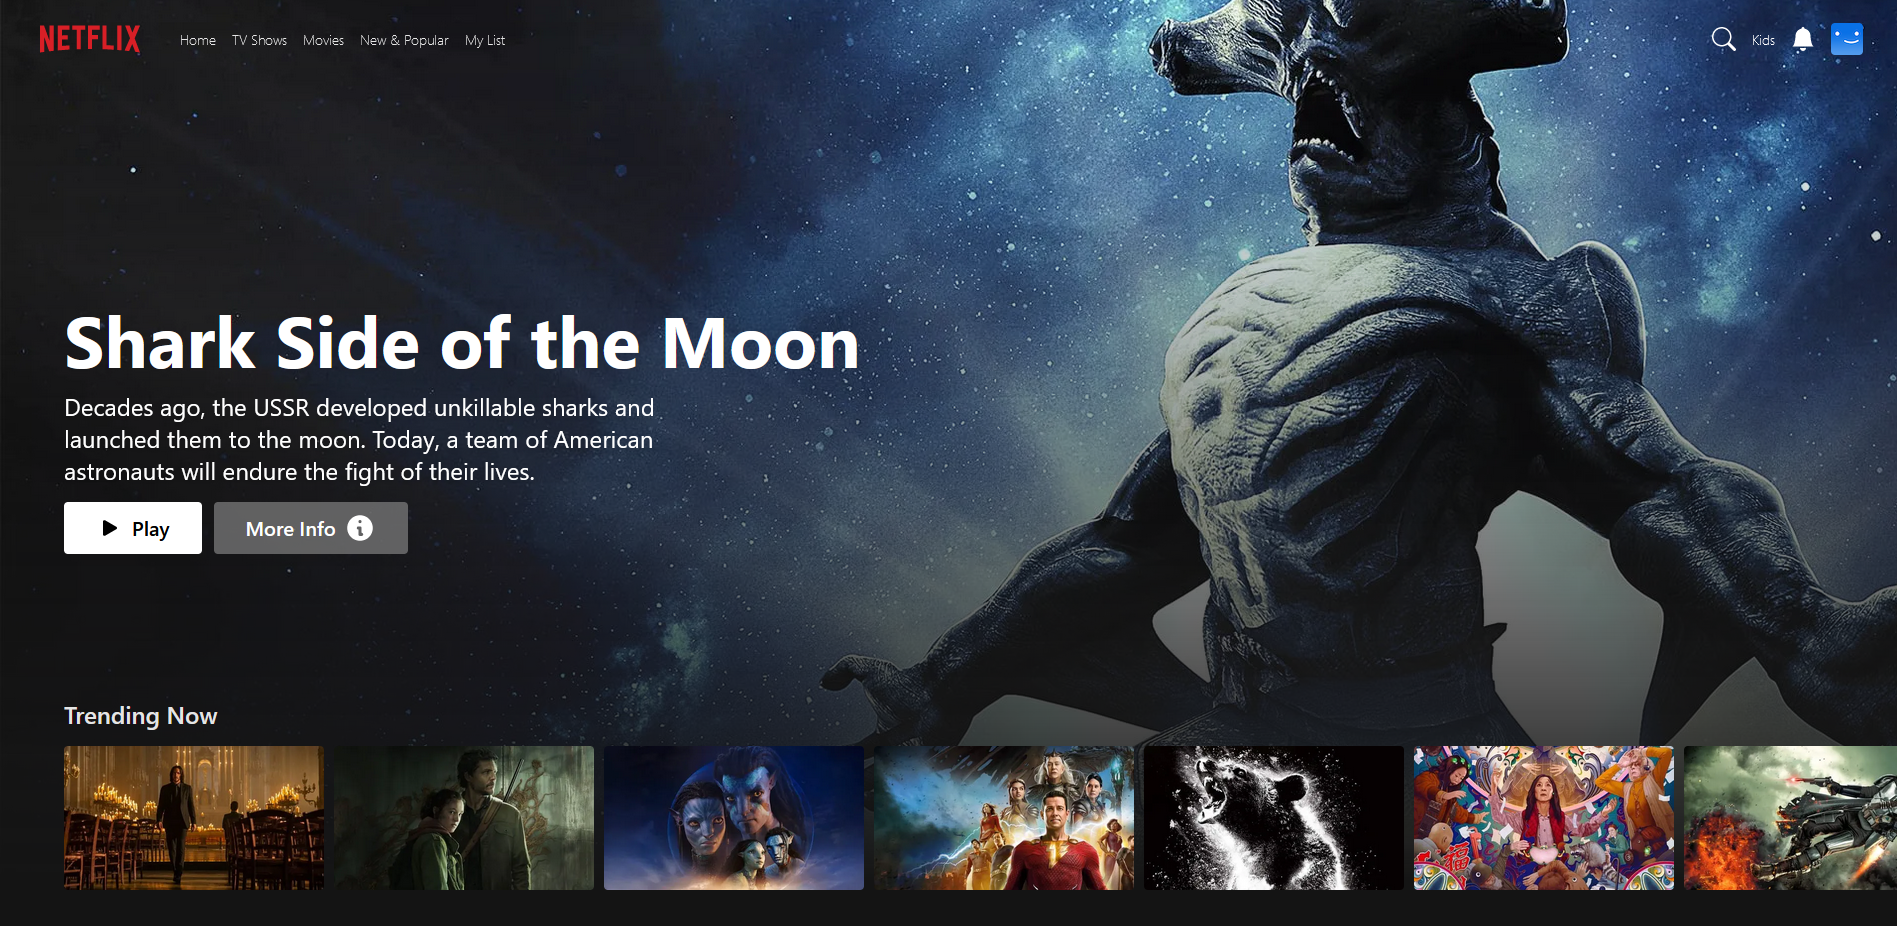 NETFLIX
Home
TV Shows
Movies
New & Popular
My List
Kids
Shark Side of the Moon
Decades ago, the USSR developed unkillable sharks and
launched them to the moon. Today, a team of American
astronauts will endure the fight of their lives.
Play
More Info
Trending Now
福